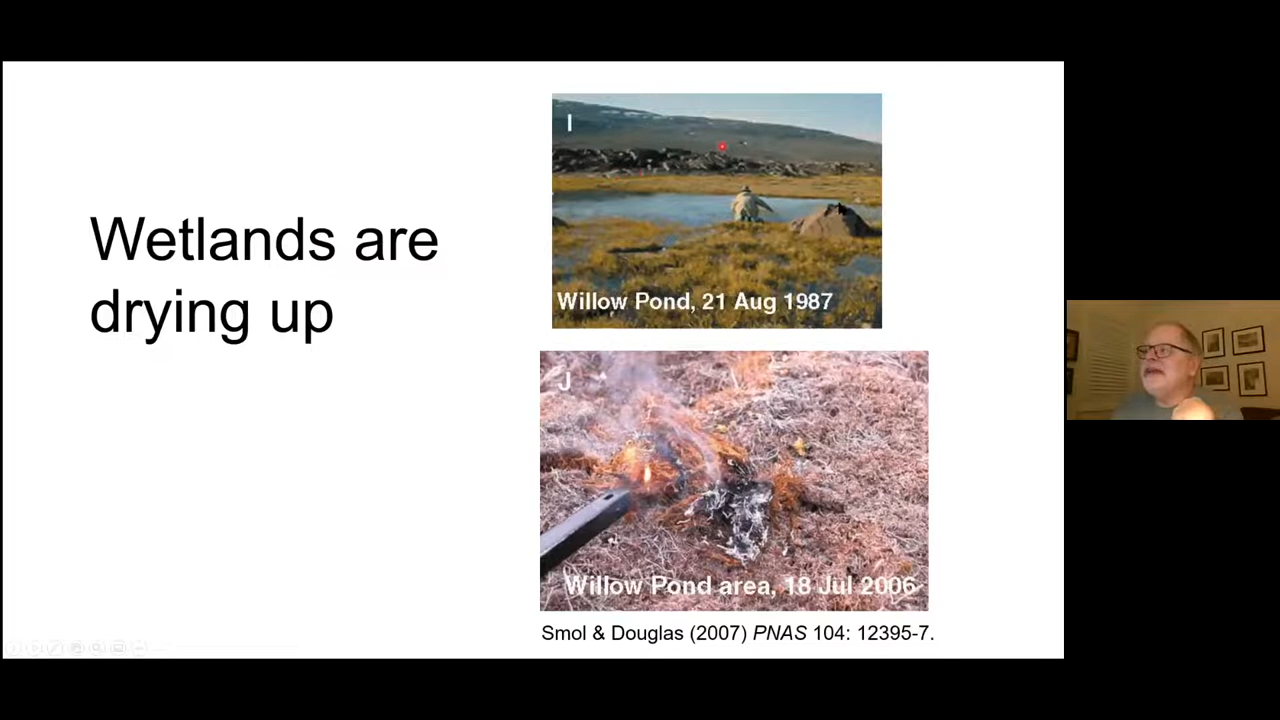 Wetlands are
drying up
I
Willow Pond, 21 Aug 1987
J
Willow Pond area, 18 Jul 2006
Smol & Douglas (2007) PNAS 104: 12395-7.